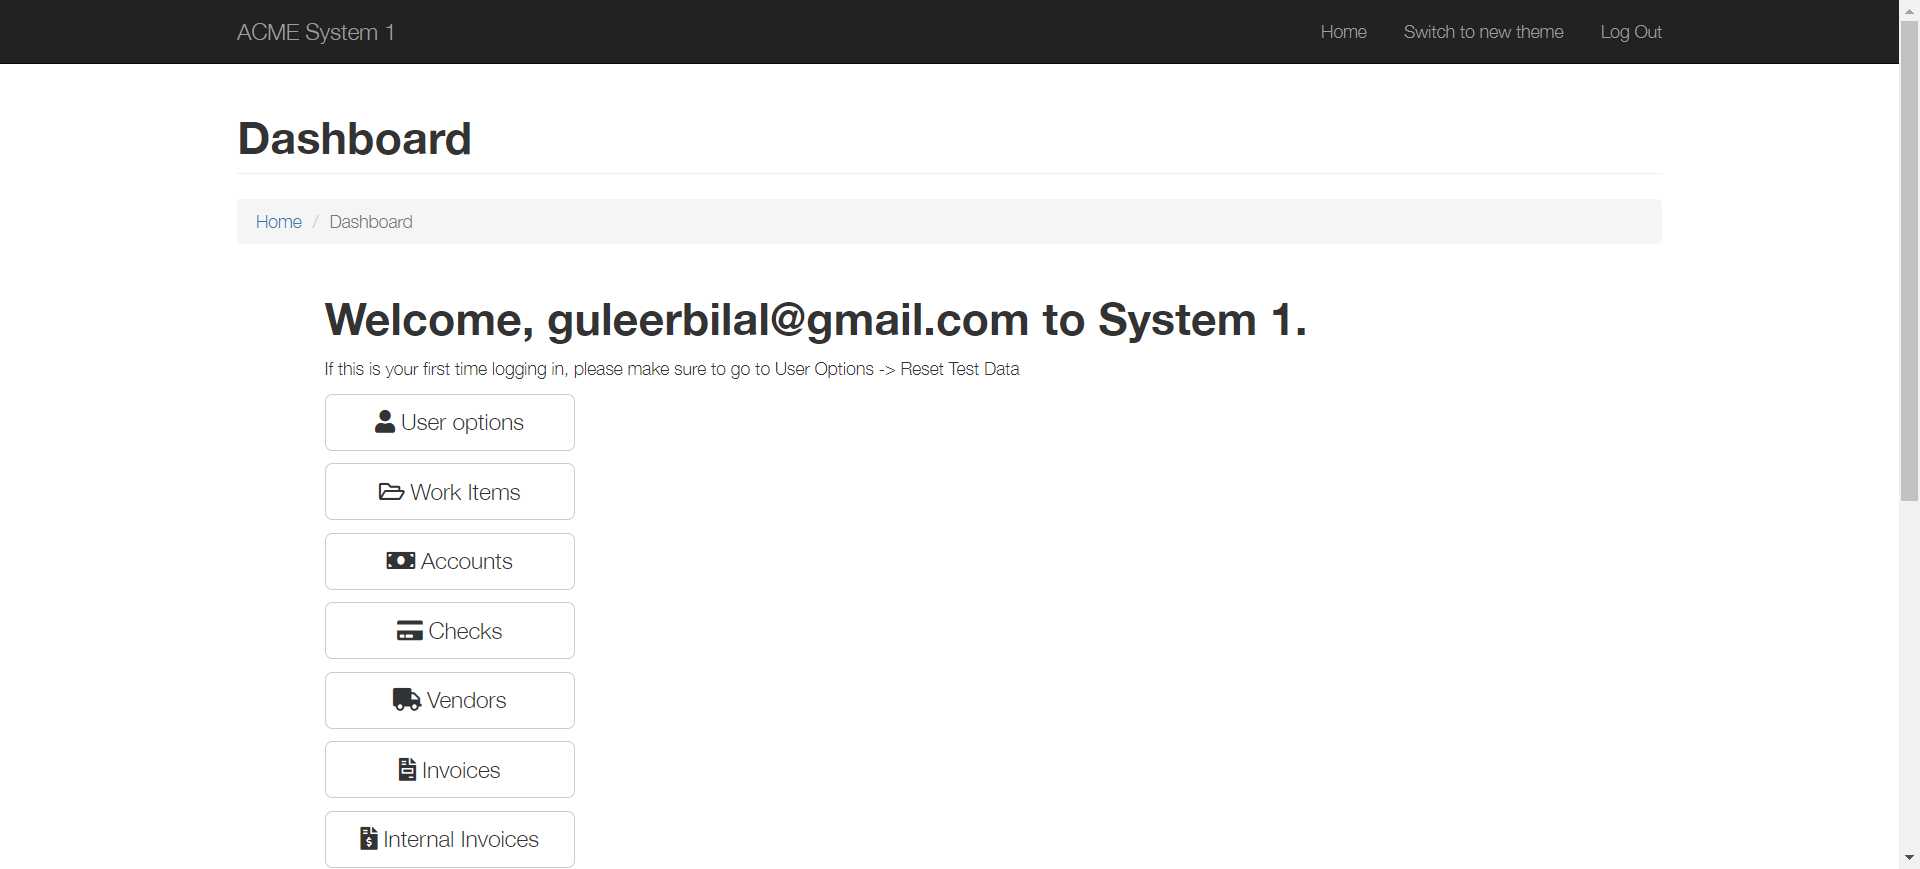 ACME System 1
Home
Switch to new theme
Log Out
Dashboard
Home / Dashboard
Welcome, guleerbilal@gmail.com to System 1.
If this is your first time logging in, please make sure to go to User Options -> Reset Test Data
User options
Work Items
Accounts
Checks
Vendors
Invoices
Internal Invoices